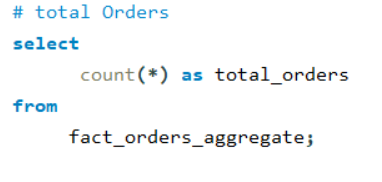 # total Orders
select
count(*) as total_orders
from
fact_orders_aggregate;